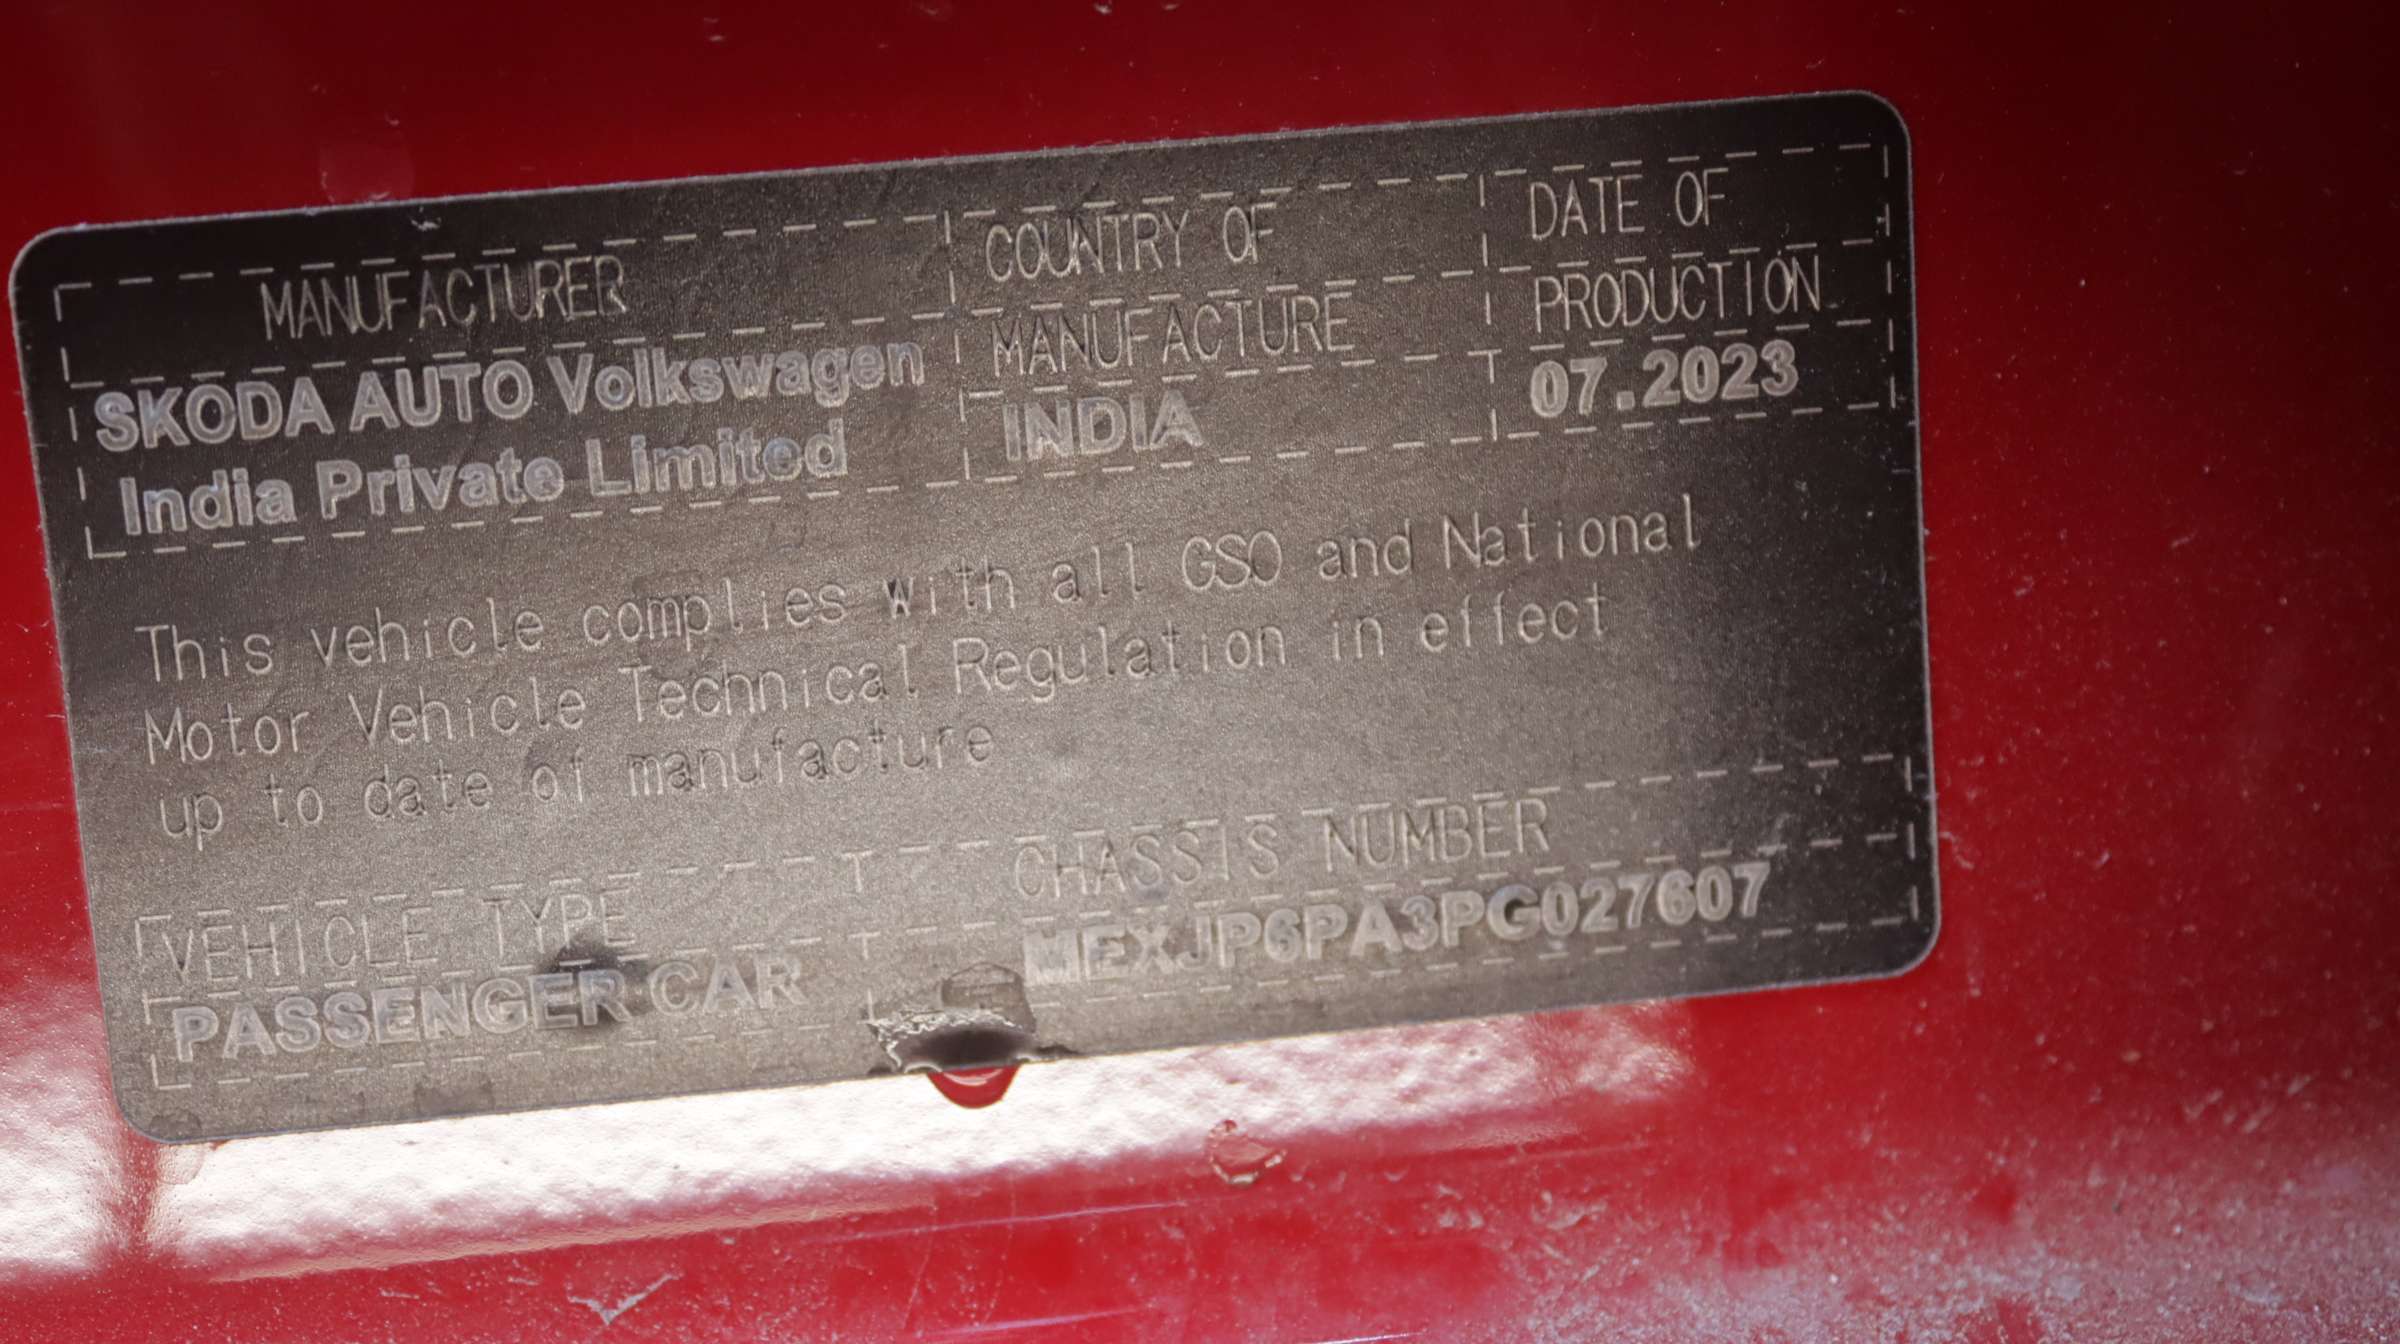 MANUFACTURER
SKODA AUTO Volkswagen
India Private Limited
COUNTRY OF
MANUFACTURE
INDIA
DATE OF
PRODUCTION
07.2023
This vehicle complies with all GSO and National
Motor Vehicle Technical Regulation in effect
up to date of manufacture
VEHICLE TYPE
PASSENGER CAR
CHASSIS NUMBER
MEXJP6PA3PG027607